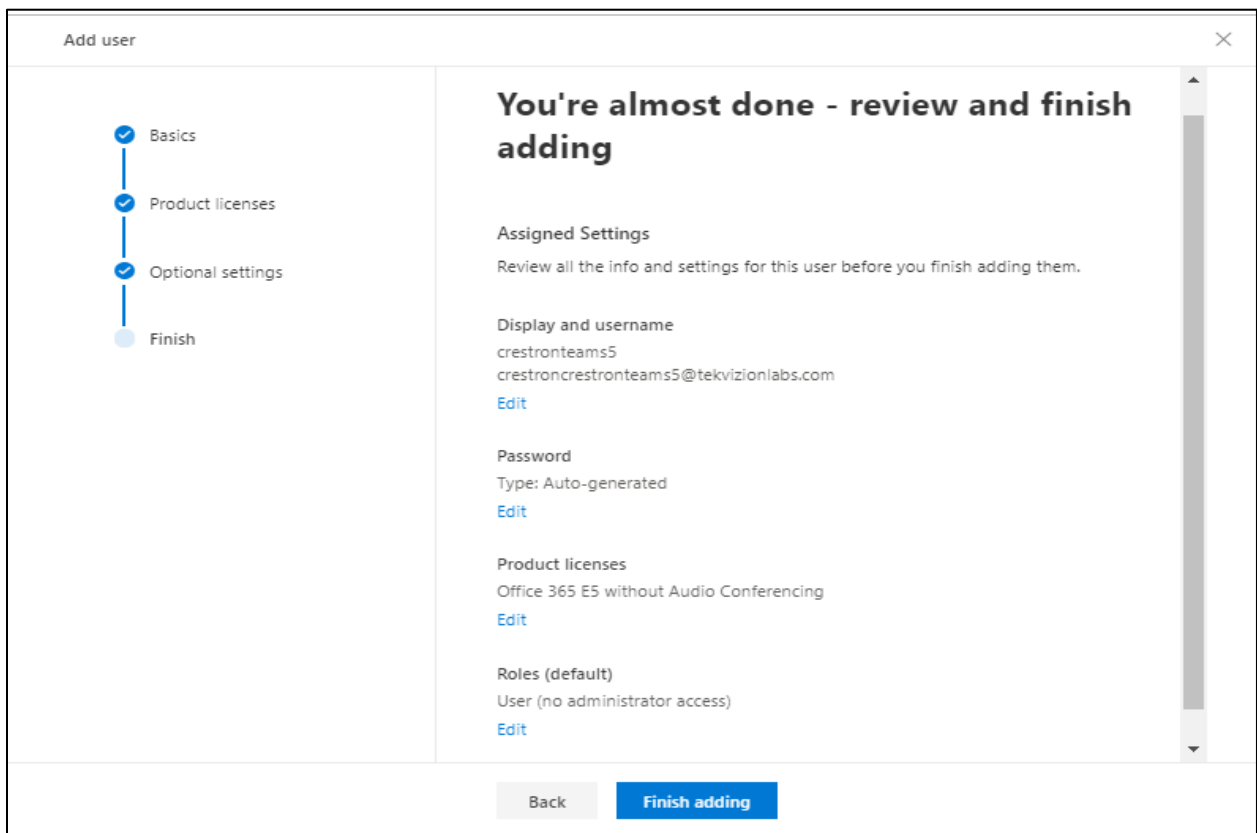 Add user
Basics
Product licenses
Optional settings
Finish
You're almost done - review and finish
adding
Assigned Settings
Review all the info and settings for this user before you finish adding them.
Display and username
crestronteams5
crestroncrestronteams5@tekvizionlabs.com
Edit
Password
Type: Auto-generated
Edit
Product licenses
Office 365 E5 without Audio Conferencing
Edit
Roles (default)
User (no administrator access)
Edit
Back
Finish adding